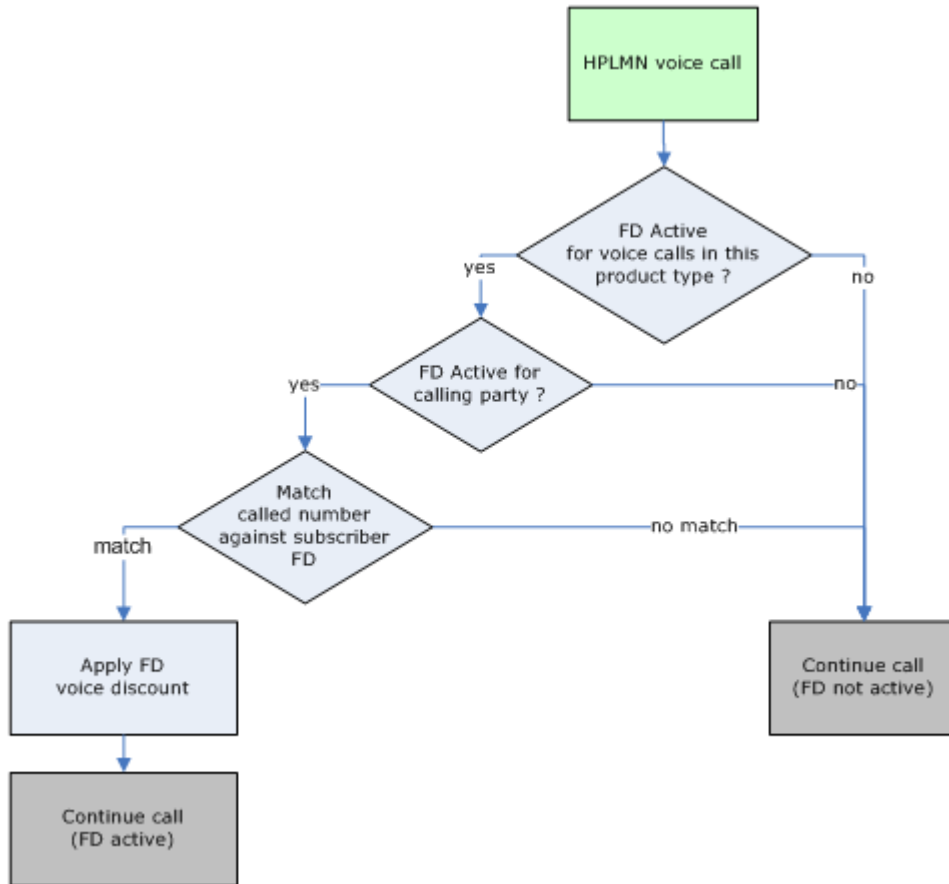 HPLMN voice call
FD Active
for voice calls in this
product type ?
yes
no
FD Active for
calling party ?
yes
no
Match
called number
against subscriber
FD
match
no match
Apply FD
voice discount
Continue call
(FD not active)
Continue call
(FD active)